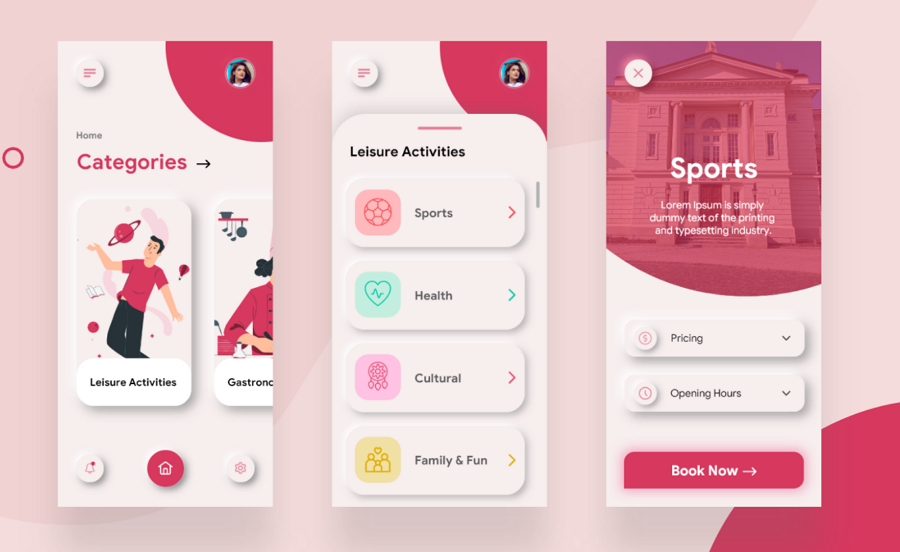 Home
Categories →
Leisure Activities
Gastronc
Leisure Activities
Sports
Health
Cultural
Family & Fun
Sports
Lorem Ipsum is simply
dummy text of the printing
and typesetting industry.
Pricing
Opening Hours
Book Now →